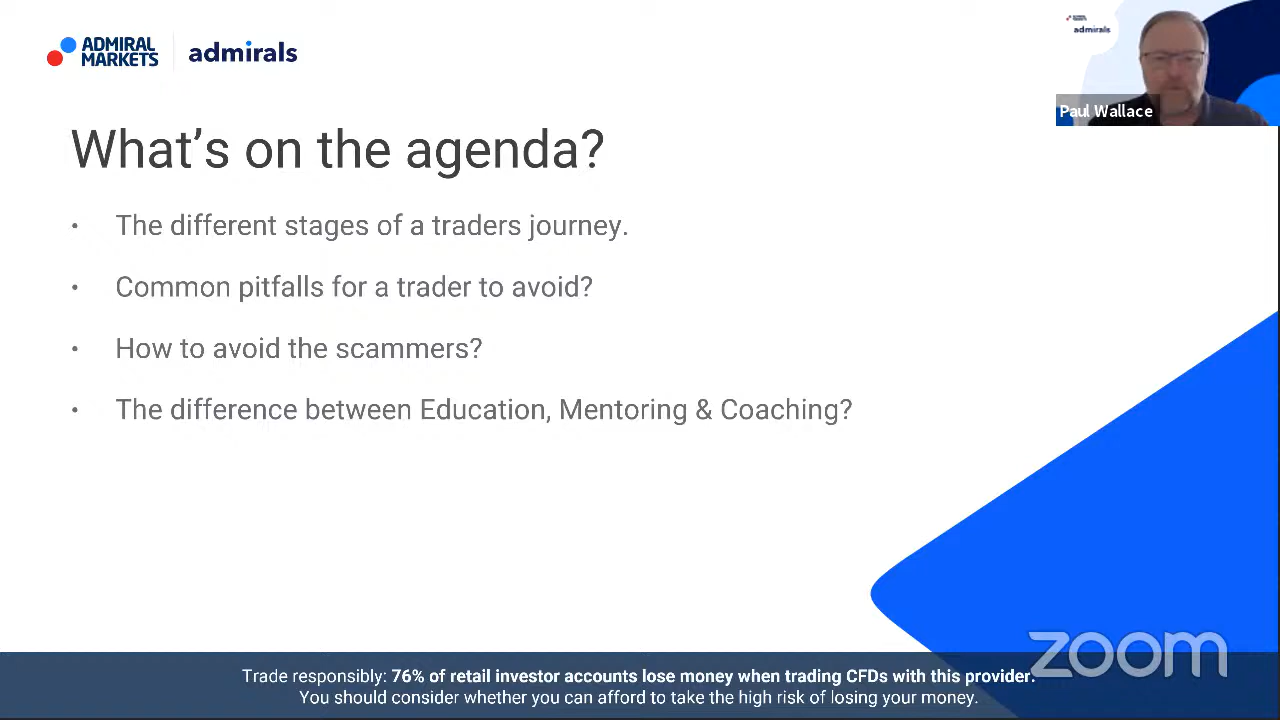 ADMIRAL
MARKETS
admirals
admirals
Paul Wallace
What's on the agenda?
• The different stages of a traders journey.
• Common pitfalls for a trader to avoid?
• How to avoid the scammers?
• The difference between Education, Mentoring & Coaching?
zoom
Trade responsibly: 76% of retail investor accounts lose money when trading CFDs with this provider.
You should consider whether you can afford to take the high risk of losing your money.